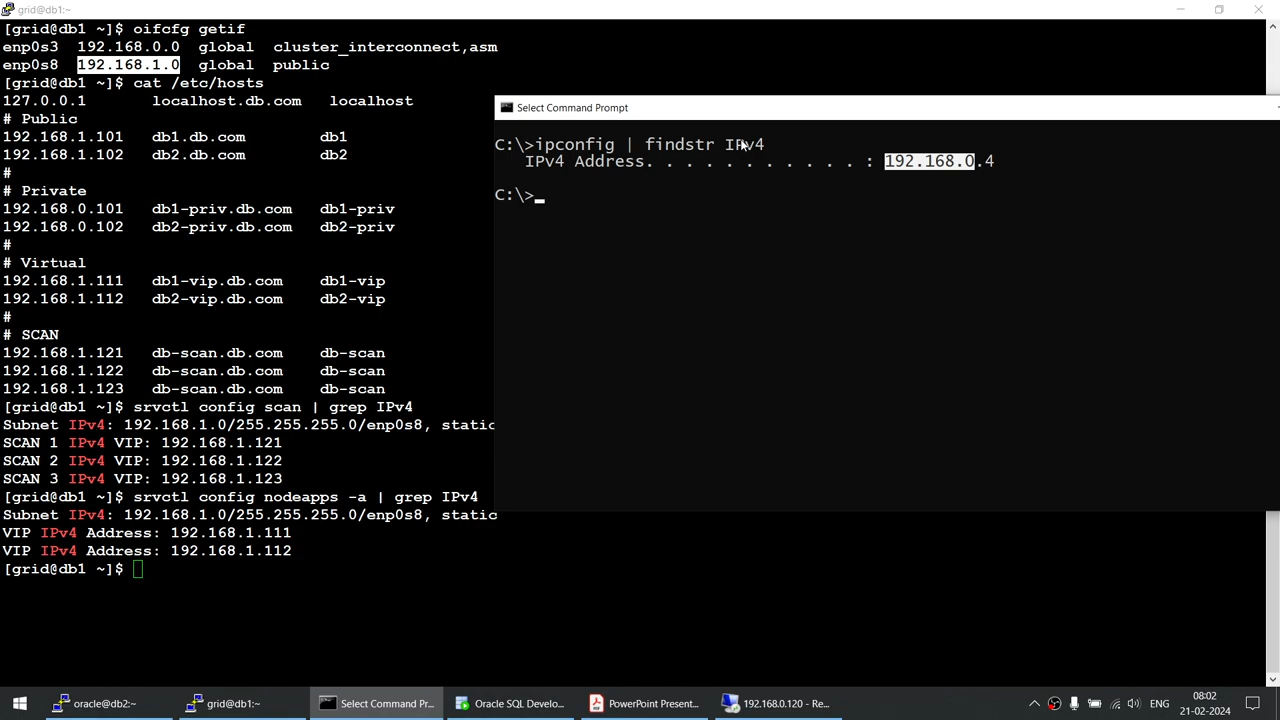 grid@db1:~
[grid@db1 ~]$ oifcfg getif
enp0s3  192.168.0.0  global  cluster_interconnect,asm
enp0s8  192.168.1.0  global  public
[grid@db1 ~]$ cat /etc/hosts
127.0.0.1       localhost.db.com   localhost
# Public
192.168.1.101   db1.db.com        db1
192.168.1.102   db2.db.com        db2
#
# Private
192.168.0.101   db1-priv.db.com   db1-priv
192.168.0.102   db2-priv.db.com   db2-priv
#
# Virtual
192.168.1.111   db1-vip.db.com    db1-vip
192.168.1.112   db2-vip.db.com    db2-vip
#
# SCAN
192.168.1.121   db-scan.db.com    db-scan
192.168.1.122   db-scan.db.com    db-scan
192.168.1.123   db-scan.db.com    db-scan
[grid@db1 ~]$ srvctl config scan | grep IPv4
Subnet IPv4: 192.168.1.0/255.255.255.0/enp0s8, static
SCAN 1 IPv4 VIP: 192.168.1.121
SCAN 2 IPv4 VIP: 192.168.1.122
SCAN 3 IPv4 VIP: 192.168.1.123
[grid@db1 ~]$ srvctl config nodeapps -a | grep IPv4
Subnet IPv4: 192.168.1.0/255.255.255.0/enp0s8, static
VIP IPv4 Address: 192.168.1.111
VIP IPv4 Address: 192.168.1.112
[grid@db1 ~]$
Select Command Prompt
C:\>ipconfig | findstr IPv4
   IPv4 Address. . . . . . . . . . . : 192.168.0.4
C:\>
oracle@db2:~
grid@db1:~
Select Command Pr...
Oracle SQL Develo...
PowerPoint Present...
192.168.0.120 - Re...
ENG
08:02
21-02-2024